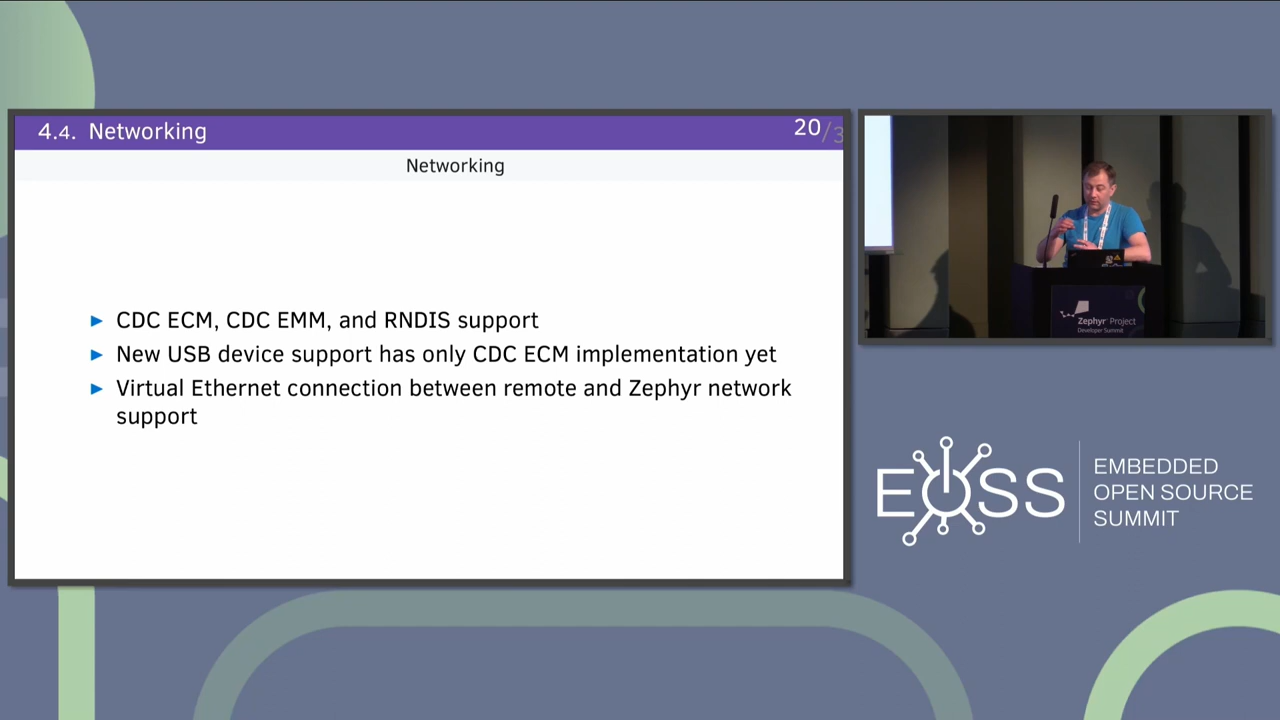 4.4. Networking
20/3
Networking
► CDC ECM, CDC EMM, and RNDIS support
► New USB device support has only CDC ECM implementation yet
► Virtual Ethernet connection between remote and Zephyr network
support
Zephyr Project
Developer Summit
EOSS
EMBEDDED
OPEN SOURCE
SUMMIT